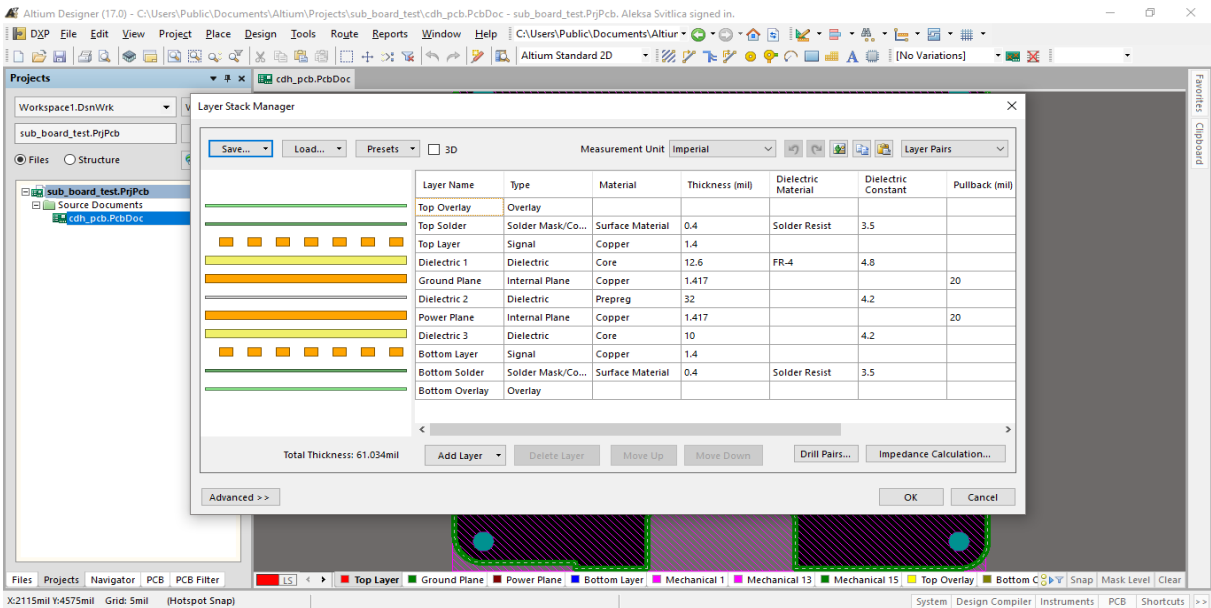 Altium Designer (17.0) - C:\Users\Public\Documents\Altium\Projects\sub_board_test\cdh_pcb.PcbDoc - sub_board_test.PrjPcb. Aleksa Svitlica signed in.
DXP File Edit View Project Place Design Tools Route Reports Window Help C:\Users\Public\Documents\Altiur
Altium Standard 2D [No Variations]
Projects
cdh_pcb.PcbDoc
Favorites
Clipboard
Workspace1.DsnWrk
sub_board_test.PrjPcb
Files Structure
sub_board_test.PrjPcb
Source Documents
cdh_pcb.PcbDoc
Layer Stack Manager
Save... Load... Presets 3D Measurement Unit Imperial Layer Pairs
Layer Name Type Material Thickness (mil) Dielectric Material Dielectric Constant Pullback (mil)
Top Overlay Overlay
Top Solder Solder Mask/Co... Surface Material 0.4 Solder Resist 3.5
Top Layer Signal Copper 1.4
Dielectric 1 Dielectric Core 12.6 FR-4 4.8
Ground Plane Internal Plane Copper 1.417 20
Dielectric 2 Dielectric Prepreg 32 4.2
Power Plane Internal Plane Copper 1.417 20
Dielectric 3 Dielectric Core 10 4.2
Bottom Layer Signal Copper 1.4
Bottom Solder Solder Mask/Co... Surface Material 0.4 Solder Resist 3.5
Bottom Overlay Overlay
Total Thickness: 61.034mil Add Layer Delete Layer Move Up Move Down Drill Pairs... Impedance Calculation...
Advanced >> OK Cancel
Files Projects Navigator PCB PCB Filter LS Top Layer Ground Plane Power Plane Bottom Layer Mechanical 1 Mechanical 13 Mechanical 15 Top Overlay Bottom Snap Mask Level Clear
X:2115mil Y:4575mil Grid: 5mil (Hotspot Snap) System Design Compiler Instruments PCB Shortcuts >>